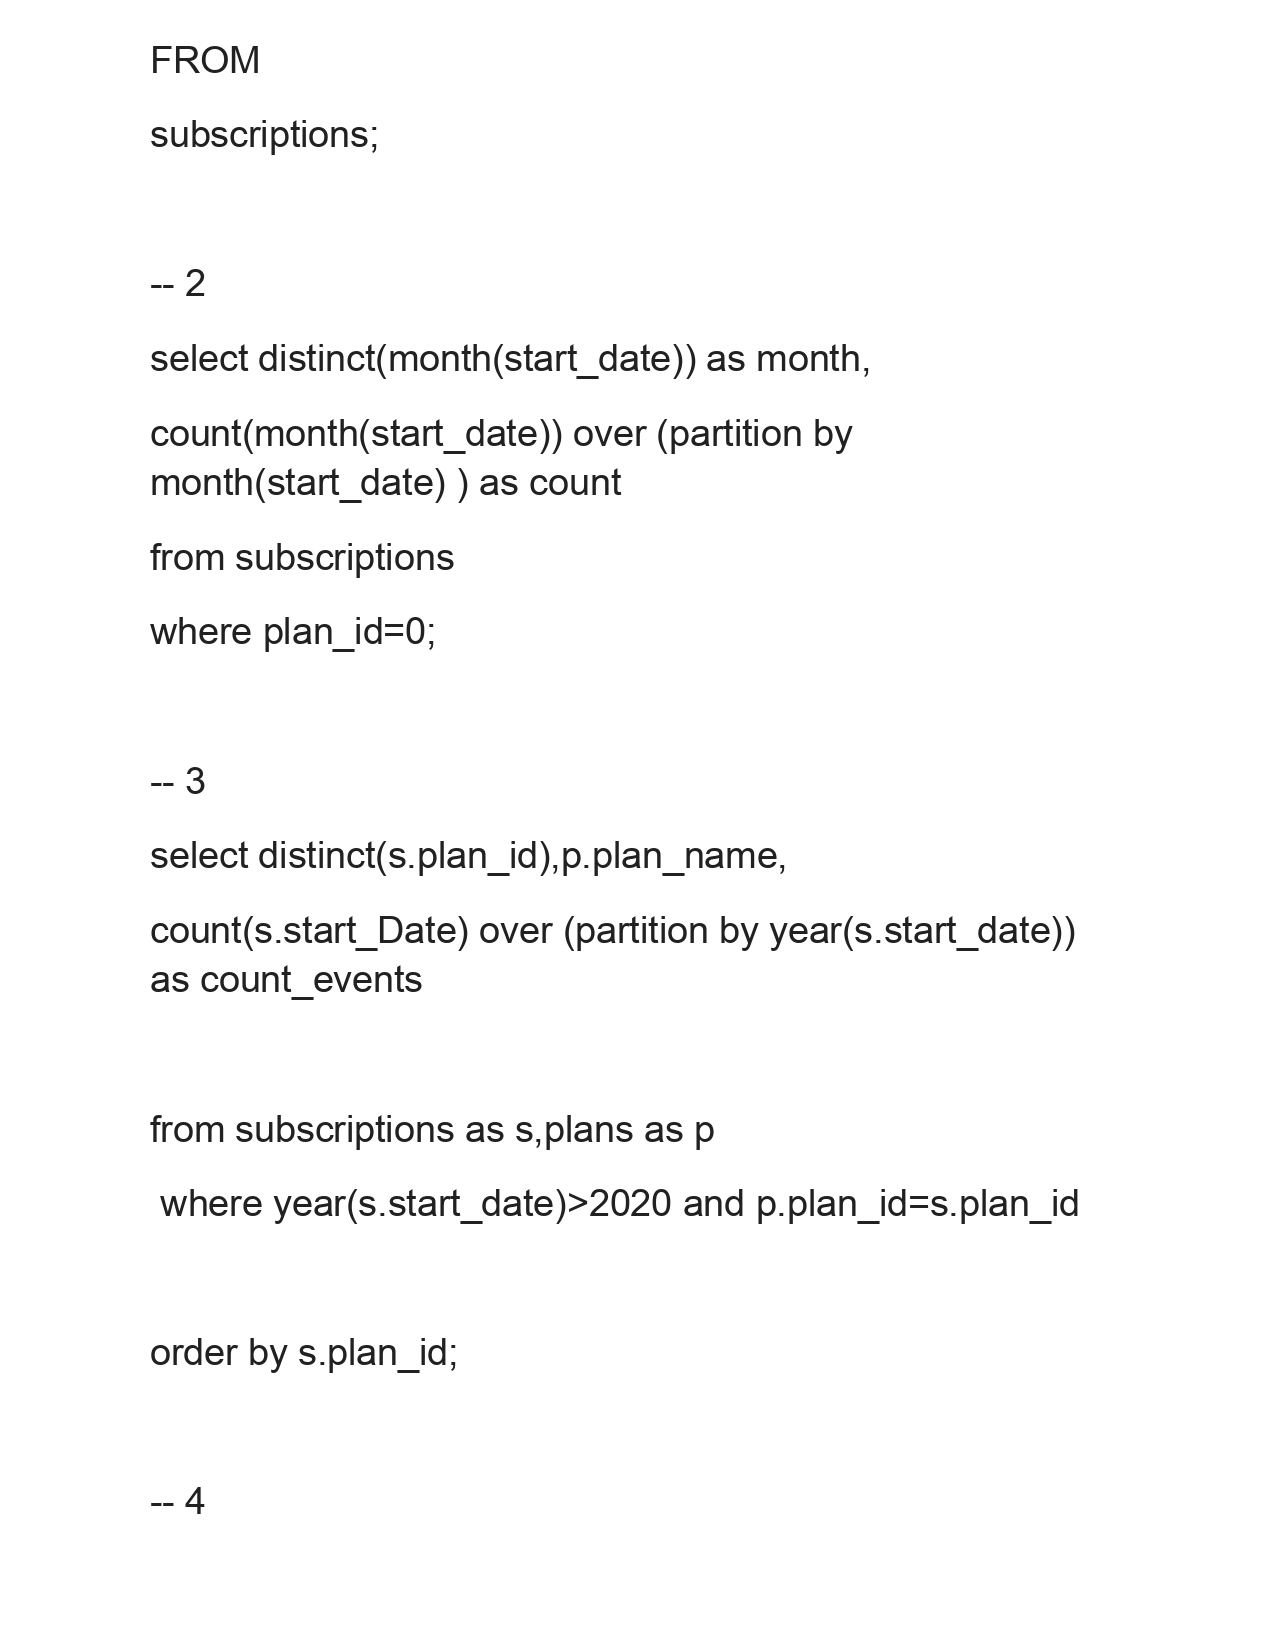 FROM
subscriptions;
-- 2
select distinct(month(start_date)) as month,
count(month(start_date)) over (partition by
month(start_date) ) as count
from subscriptions
where plan_id=0;
-- 3
select distinct(s.plan_id),p.plan_name,
count(s.start_Date) over (partition by year(s.start_date))
as count_events
from subscriptions as s,plans as p
where year(s.start_date)>2020 and p.plan_id=s.plan_id
order by s.plan_id;
-- 4